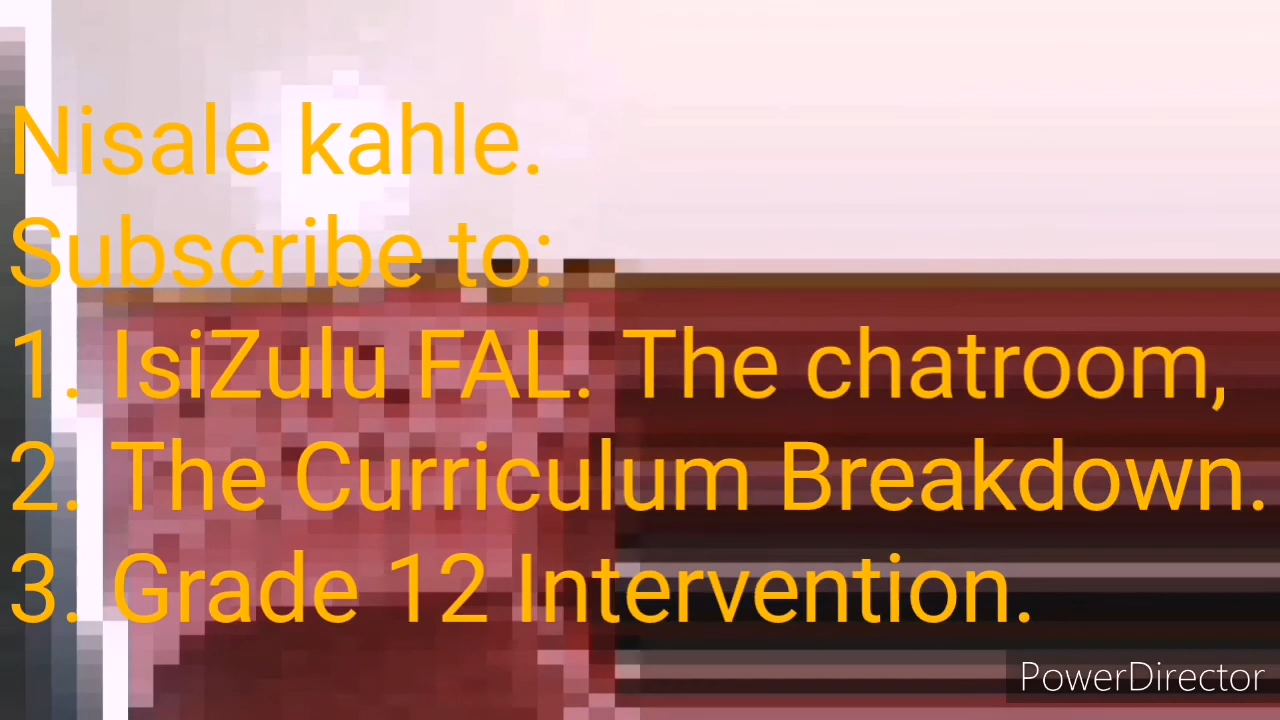 Nisale kahle.
Subscribe to:
1. IsiZulu FAL. The chatroom,
2. The Curriculum Breakdown.
3. Grade 12 Intervention.
PowerDirector